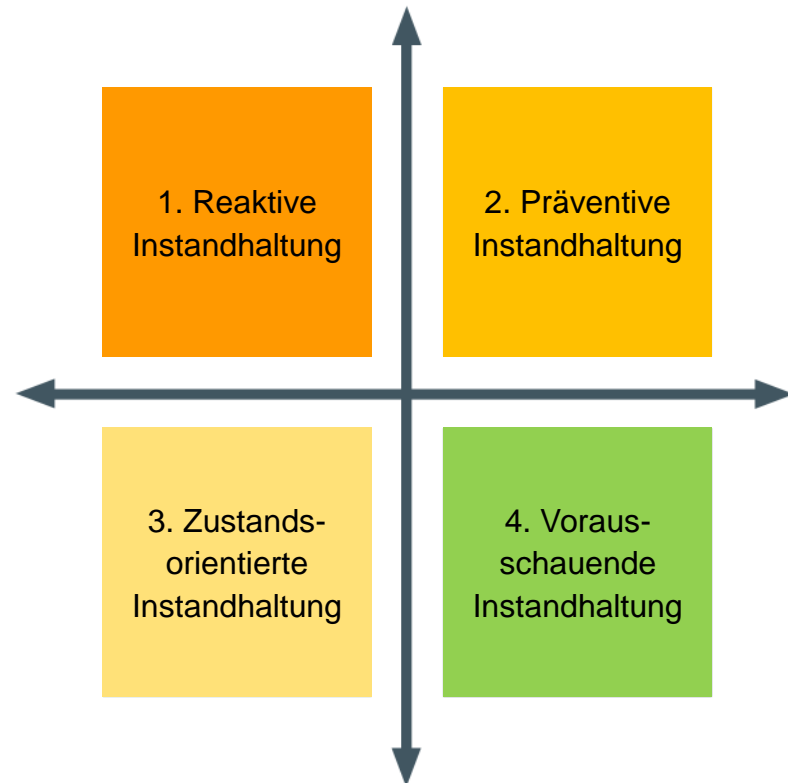 1. Reaktive
Instandhaltung
2. Präventive
Instandhaltung
3. Zustands-
orientierte
Instandhaltung
4. Voraus-
schauende
Instandhaltung